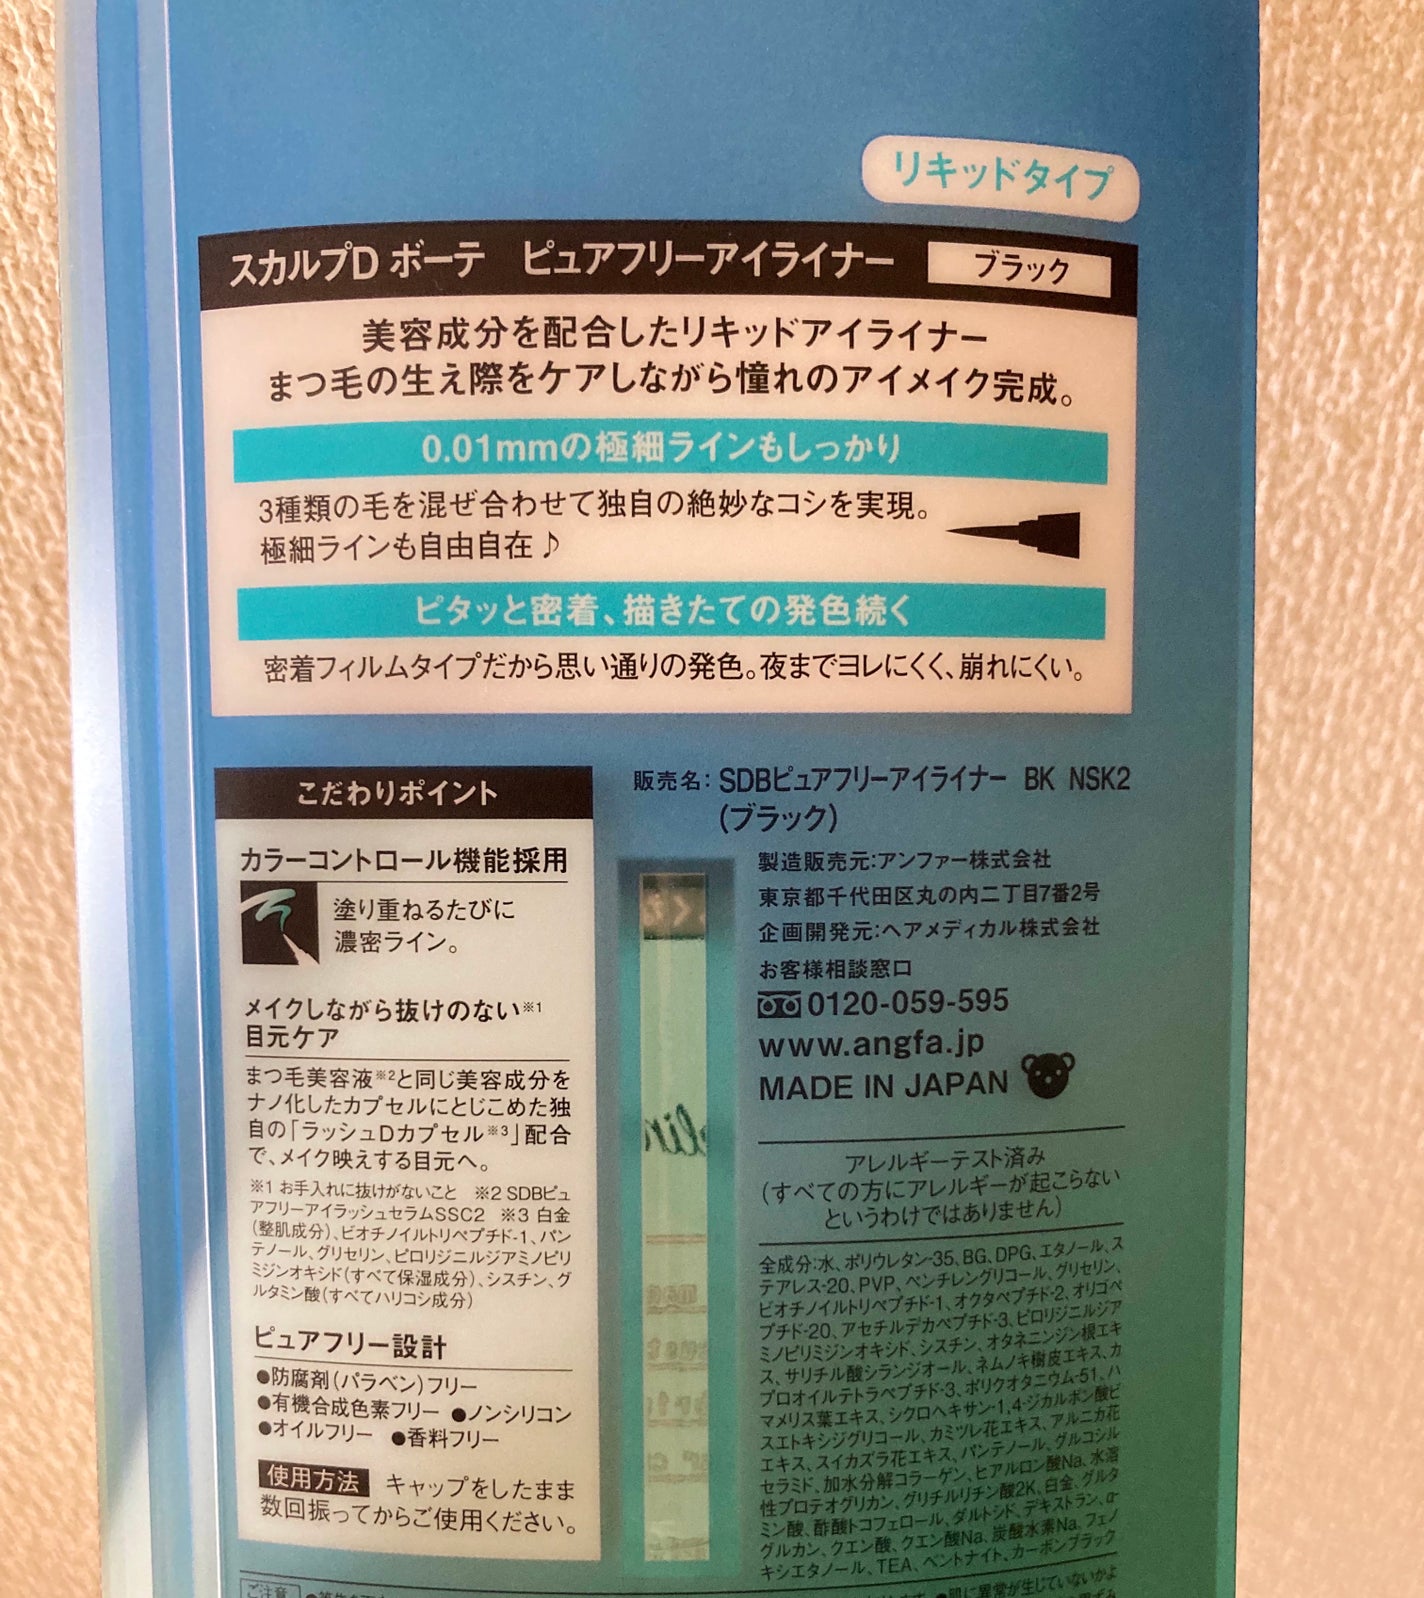 リキッドタイプ
スカルプD ボーテ ピュアフリーアイライナー ブラック
美容成分を配合したリキッドアイライナー
まつ毛の生え際をケアしながら憧れのアイメイク完成。
0.01mmの極細ラインもしっかり
3種類の毛を混ぜ合わせて独自の絶妙なコシを実現。
極細ラインも自由自在♪
ピタッと密着、描きたての発色続く
密着フィルムタイプだから思い通りの発色。夜までヨレにくく、崩れにくい。
こだわりポイント
カラーコントロール機能採用
塗り重ねるたびに
濃密ライン。
メイクしながら抜けのない※1
目元ケア
まつ毛美容液※2と同じ美容成分を
ナノ化したカプセルにとじこめた独
自の「ラッシュDカプセル※3」配合
で、メイク映えする目元へ。
※1 お手入れに抜けがないこと ※2 SDBピュ
アフリーアイラッシュセラムSSC2 ※3 白金
(整肌成分)、ビオチノイルトリペプチド-1、パン
テノール、グリセリン、ピロリジニルジアミノピリ
ミジンオキシド(すべて保湿成分)、シスチン、グ
ルタミン酸(すべてハリコシ成分)
ピュアフリー設計
●防腐剤(パラベン)フリー
●有機合成色素フリー ●ノンシリコン
●オイルフリー ●香料フリー
使用方法 キャップをしたまま
数回振ってからご使用ください。
販売名：SDBピュアフリーアイライナー BK NSK2
(ブラック)
製造販売元：アンファー株式会社
東京都千代田区丸の内二丁目7番2号
企画開発元：ヘアメディカル株式会社
お客様相談窓口
0120-059-595
www.angfa.jp
MADE IN JAPAN
アレルギーテスト済み
(すべての方にアレルギーが起こらない
というわけではありません)
全成分：水、ポリウレタン-35、BG、DPG、エタノール、ス
テアレス-20、PVP、ペンチレングリコール、グリセリン、
ビオチノイルトリペプチド-1、オクタペプチド-2、オリゴペ
プチド-20、アセチルデカペプチド-3、ピロリジニルジア
ミノピリミジンオキシド、シスチン、オタネニンジン根エキ
ス、サリチル酸シランジオール、ネムノキ樹皮エキス、カ
プロオイルテトラペプチド-3、ポリクオタニウム-51、ハ
マメリス葉エキス、シクロヘキサン-1,4-ジカルボン酸ビ
スエトキシジグリコール、カミツレ花エキス、アルニカ花
エキス、スイカズラ花エキス、パンテノール、グルコシル
セラミド、加水分解コラーゲン、ヒアルロン酸Na、水溶
性プロテオグリカン、グリチルリチン酸2K、白金、グルタ
ミン酸、酢酸トコフェロール、ダルトシド、デキストラン、α-
グルカン、クエン酸、クエン酸Na、炭酸水素Na、フェノ
キシエタノール、TEA、ベントナイト、カーボンブラック
ご注意
●肌に異常が生じていないかよ